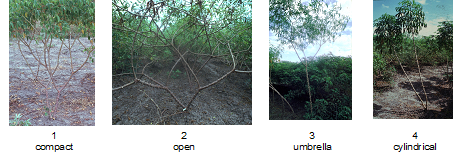 1
compact
2
open
3
umbrella
4
cylindrical